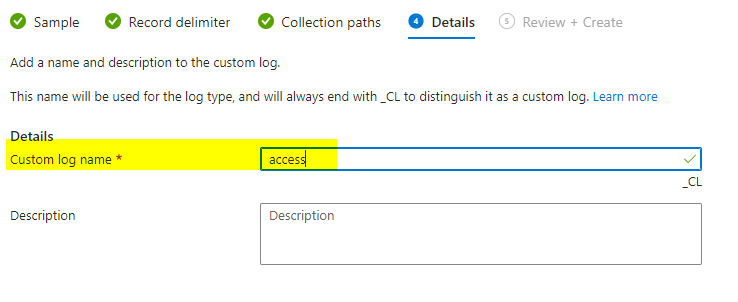 Sample Record delimiter Collection paths 4 Details 5 Review + Create
Add a name and description to the custom log.
This name will be used for the log type, and will always end with _CL to distinguish it as a custom log. Learn more
Details
Custom log name * access
_CL
Description Description